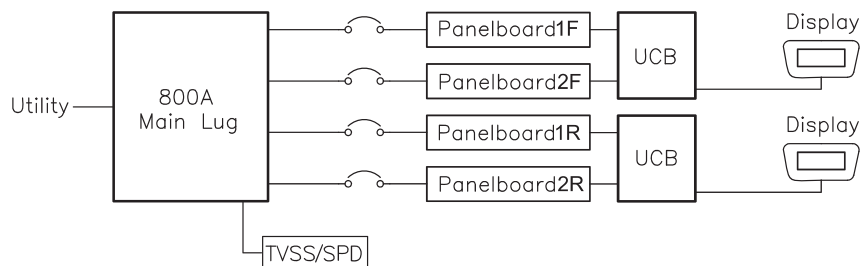 Utility
800A
Main Lug
Panelboard1F
Panelboard2F
Panelboard1R
Panelboard2R
UCB
UCB
Display
Display
TVSS/SPD